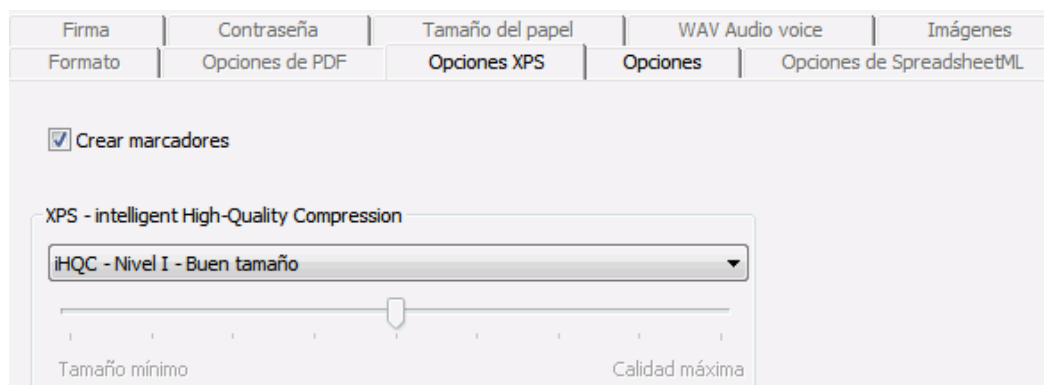 Firma Contraseña Tamaño del papel WAV Audio voice Imágenes
Formato Opciones de PDF Opciones XPS Opciones Opciones de SpreadsheetML
Crear marcadores
XPS - intelligent High-Quality Compression
iHQC - Nivel I - Buen tamaño
Tamaño mínimo Calidad máxima